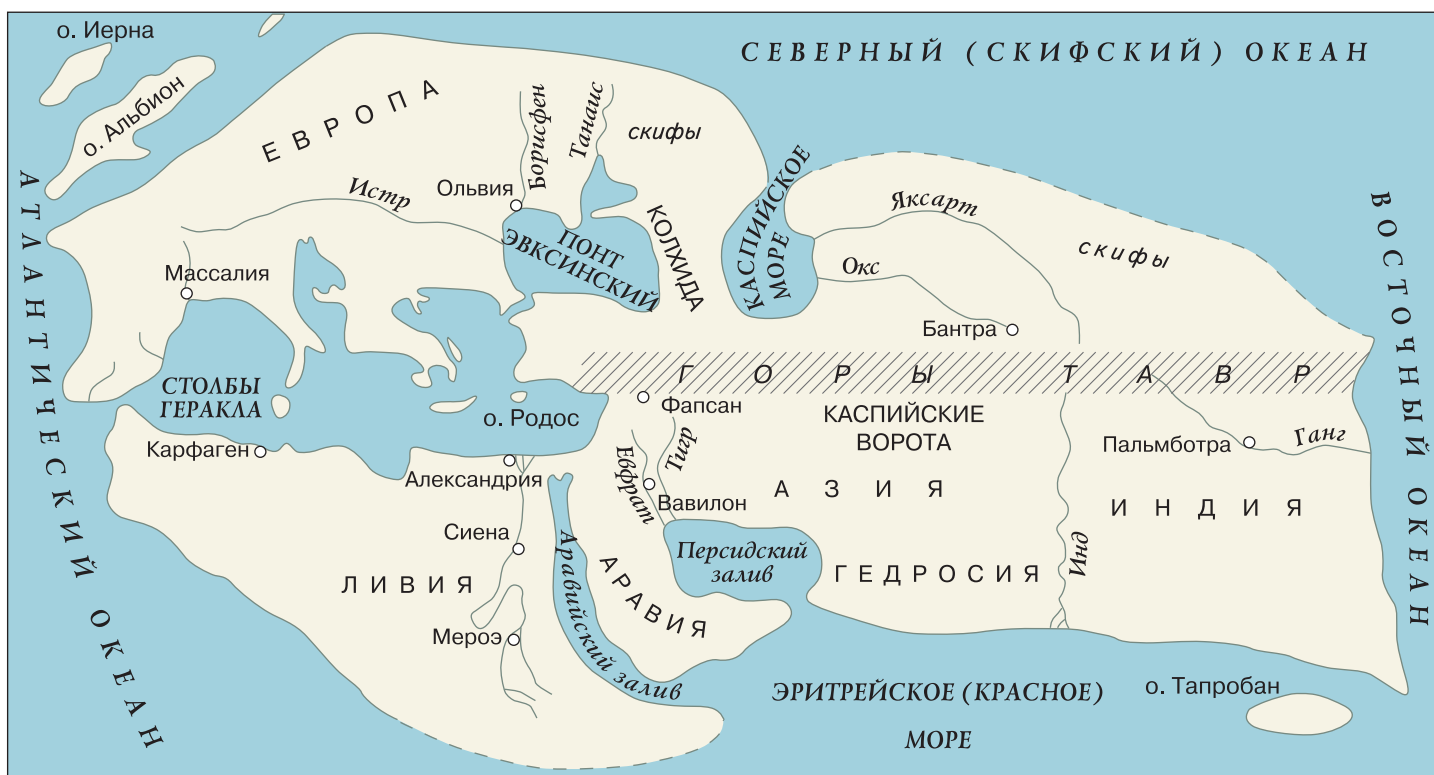 о. Иерна
СЕВЕРНЫЙ (СКИФСКИЙ) ОКЕАН
о. Альбион
ЕВРОПА
Борисфен
Танаис
скифы
АТЛАНТИЧЕСКИЙ ОКЕАН
Истр
Ольвия
ПОНТ
ЭВКСИНСКИЙ
КОЛХИДА
КАСПИЙСКОЕ
МОРЕ
Яксарт
скифы
ВОСТОЧНЫЙ ОКЕАН
Окс
Массалия
Бантра
ГОРЫ ТАВР
СТОЛБЫ
ГЕРАКЛА
о. Родос
Фапсан
КАСПИЙСКИЕ
ВОРОТА
Карфаген
Александрия
Евфрат
Тигр
Вавилон
АЗИЯ
Пальмботра
Ганг
ИНДИЯ
Сиена
Аравийский залив
АРАВИЯ
Персидский
залив
ГЕДРОСИЯ
Инд
ЛИВИЯ
Мероэ
ЭРИТРЕЙСКОЕ (КРАСНОЕ)
МОРЕ
о. Тапробан